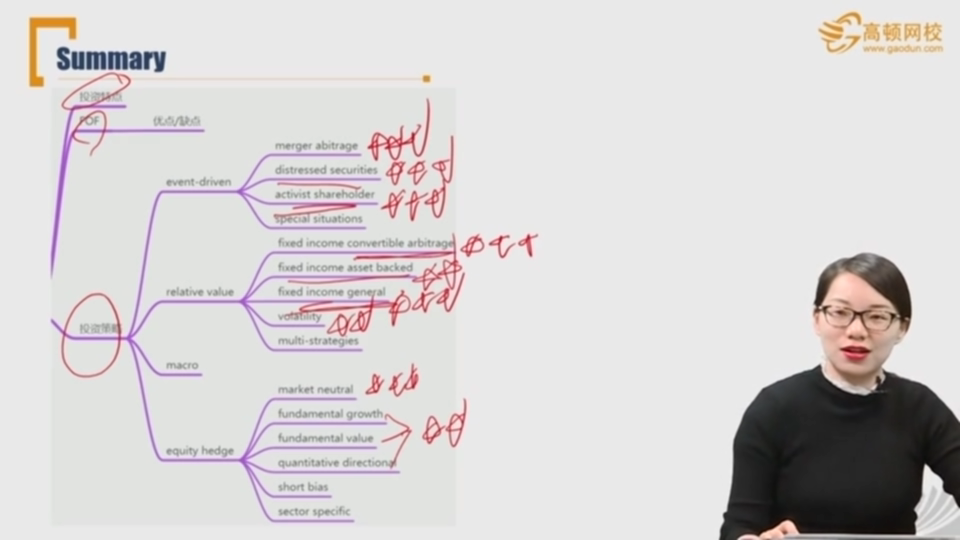 Summary
高顿网校
www.gaodun.com
投资特点
FOF
优点/缺点
event-driven
merger abitrage
distressed securities
activist shareholder
special situations
relative value
fixed income convertible arbitrage
fixed income asset backed
fixed income general
volatility
multi-strategies
投资策略
macro
equity hedge
market neutral
fundamental growth
fundamental value
quantitative directional
short bias
sector specific